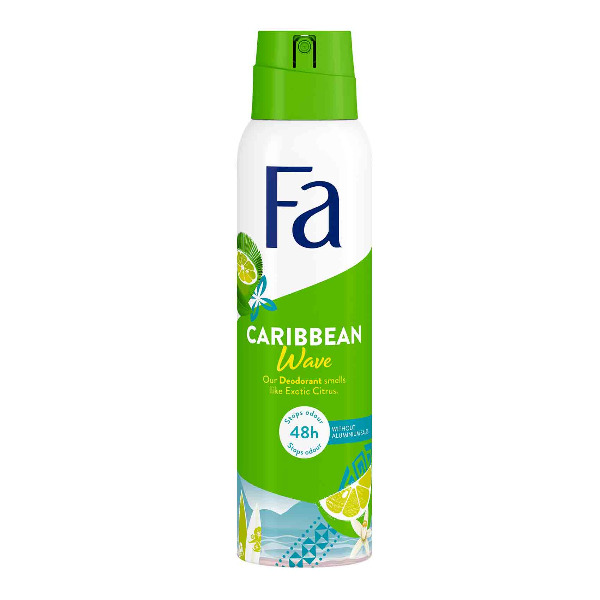 Fa
CARIBBEAN
Wave
Our Deodorant smells
like Exotic Citrus.
Stops odour
48h
Stops odour
WITHOUT
ALUMINIUM SALTS